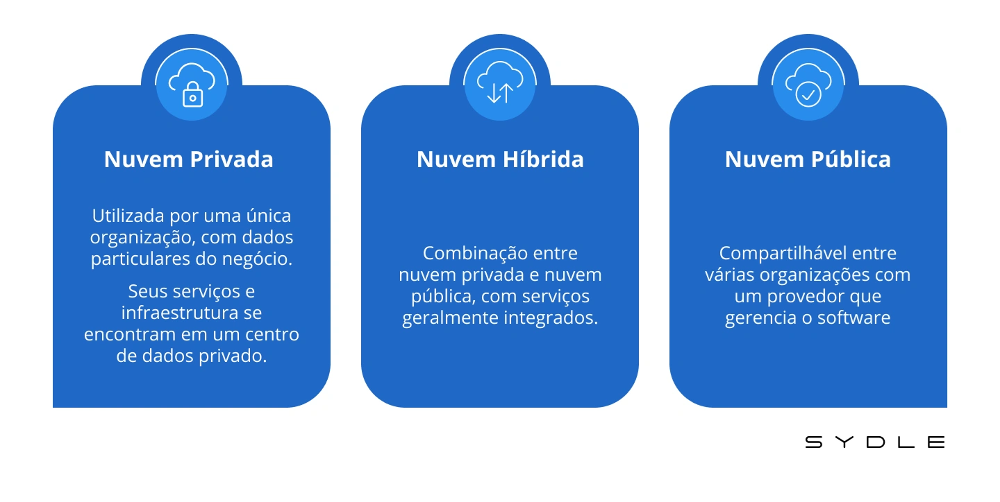 Nuvem Privada
Utilizada por uma única
organização, com dados
particulares do negócio.
Seus serviços e
infraestrutura se
encontram em um centro
de dados privado.
Nuvem Híbrida
Combinação entre
nuvem privada e nuvem
pública, com serviços
geralmente integrados.
Nuvem Pública
Compartilhável entre
várias organizações com
um provedor que
gerencia o software
SYDLE